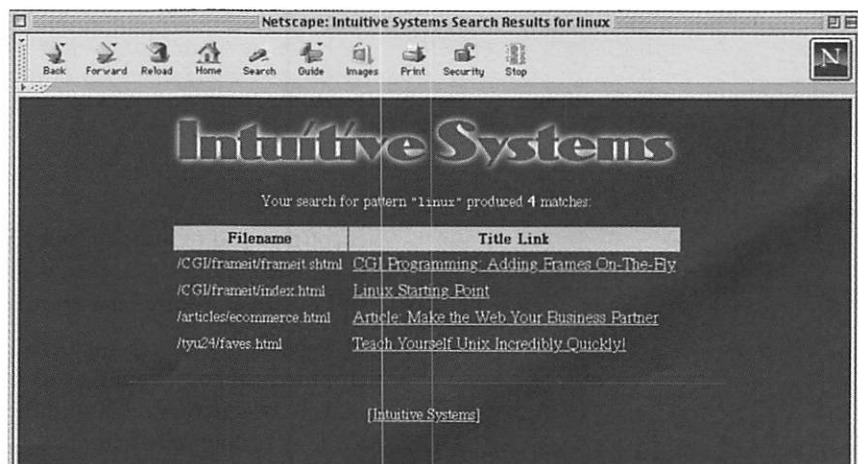 Netscape: Intuitive Systems Search Results for linux
Back Forward Reload Home Search Guide Images Print Security Stop
N
Intuitive Systems
Your search for pattern "linux" produced 4 matches:
Filename Title Link
/CGI/frameit/frameit.shtml CGI Programming: Adding Frames On-The-Fly
/CGI/frameit/index.html Linux Starting Point
/articles/ecommerce.html Article: Make the Web Your Business Partner
/tyu24/faves.html Teach Yourself Unix Incredibly Quickly!
[Intuitive Systems]